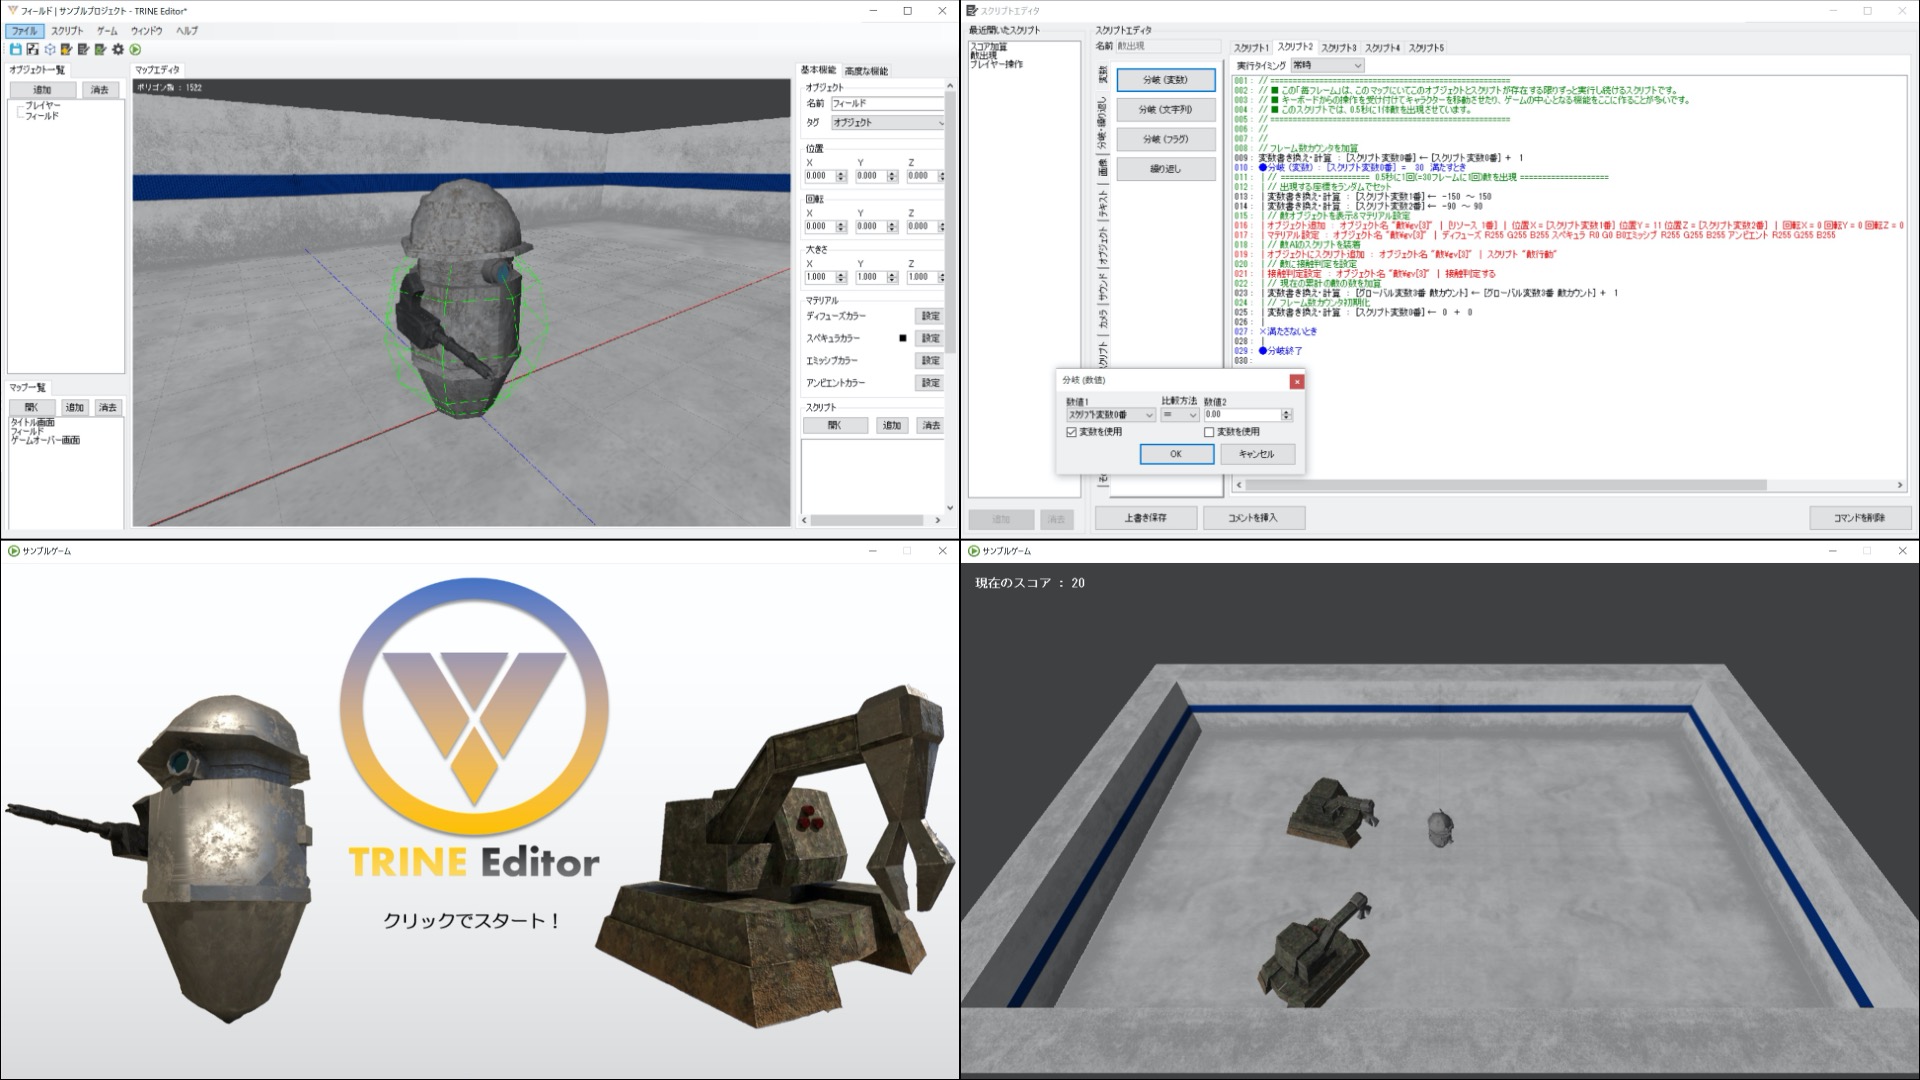 フィールド | サンプルプロジェクト - TRINE Editor*
ファイル スクリプト ゲーム ウィンドウ ヘルプ
オブジェクト一覧
追加 消去
プレイヤー
フィールド
マップ一覧
開く 追加 消去
タイトル画面
フィールド
ゲームオーバー画面
マップエディタ
ポリゴン数 : 1522
基本機能 高度な機能
オブジェクト
名前 フィールド
タグ オブジェクト
位置
X Y Z
0.000 0.000 0.000
回転
X Y Z
0.000 0.000 0.000
大きさ
X Y Z
1.000 1.000 1.000
マテリアル
ディフューズカラー 設定
スペキュラカラー 設定
エミッシブカラー 設定
アンビエントカラー 設定
スクリプト
開く 追加 消去
スクリプトエディタ
最近開いたスクリプト
スコア加算
敵出現
プレイヤー操作
追加 消去
スクリプトエディタ
名前 敵出現
変数
分岐・繰り返し
画像
テキスト
オブジェクト
サウンド
カメラ
スクリプト
分岐 (変数)
分岐 (文字列)
分岐 (フラグ)
繰り返し
スクリプト1 スクリプト2 スクリプト3 スクリプト4 スクリプト5
実行タイミング 常時
001 : // ======================================================
002 : // ■ この「毎フレーム」は、このマップにいてこのオブジェクトとスクリプトが存在する限りずっと実行し続けるスクリプトです。
003 : // ■ キーボードからの操作を受け付けてキャラクターを移動させたり、ゲームの中心となる機能をここに作ることが多いです。
004 : // ■ このスクリプトでは、0.5秒に1体敵を出現させています。
005 : // ======================================================
006 : //
007 : //
008 : // フレーム数カウンタを加算
009 : 変数書き換え・計算 : [スクリプト変数0番] ← [スクリプト変数0番] + 1
010 : ●分岐 (変数) : [スクリプト変数0番] = 30 満たすとき
011 : | // ==================== 0.5秒に1回(=30フレームに1回)敵を出現 ====================
012 : | // 出現する座標をランダムでセット
013 : | 変数書き換え・計算 : [スクリプト変数1番] ← -150 ～ 150
014 : | 変数書き換え・計算 : [スクリプト変数2番] ← -90 ～ 90
015 : | // 敵オブジェクトを表示&マテリアル設定
016 : | オブジェクト追加 : オブジェクト名 "敵¥gv[3]" | [リソース 1番] | 位置X = [スクリプト変数1番] 位置Y = 11 位置Z = [スクリプト変数2番] | 回転X = 0 回転Y = 0 回転Z = 0
017 : | マテリアル設定 : オブジェクト名 "敵¥gv[3]" | ディフューズ R255 G255 B255 スペキュラ R0 G0 B0エミッシブ R255 G255 B255 アンビエント R255 G255 B255
018 : | // 敵AIのスクリプトを装着
019 : | オブジェクトにスクリプト追加 : オブジェクト名 "敵¥gv[3]" | スクリプト "敵行動"
020 : | // 敵に接触判定を設定
021 : | 接触判定設定 : オブジェクト名 "敵¥gv[3]" | 接触判定する
022 : | // 現在の累計の敵の数を加算
023 : | 変数書き換え・計算 : [グローバル変数3番 敵カウント] ← [グローバル変数3番 敵カウント] + 1
024 : | // フレーム数カウンタ初期化
025 : | 変数書き換え・計算 : [スクリプト変数0番] ← 0 + 0
026 : |
027 : ×満たさないとき
028 : |
029 : ●分岐終了
030 :
分岐 (数値)
数値1 比較方法 数値2
スクリプト変数0番 = 0.00
変数を使用 変数を使用
OK キャンセル
上書き保存 コメントを挿入 コマンドを削除
サンプルゲーム
TRINE Editor
クリックでスタート！
サンプルゲーム
現在のスコア : 20